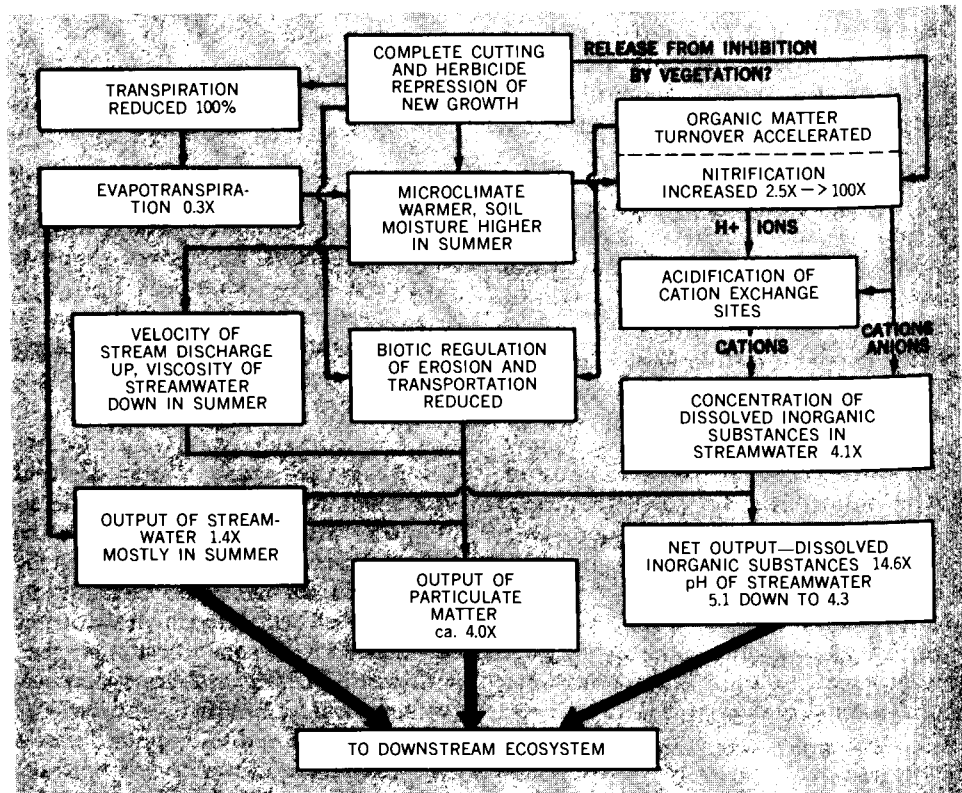 COMPLETE CUTTING
AND HERBICIDE
REPRESSION OF
NEW GROWTH
RELEASE FROM INHIBITION
BY VEGETATION?
TRANSPIRATION
REDUCED 100%
ORGANIC MATTER
TURNOVER ACCELERATED
NITRIFICATION
INCREASED 2.5X —> 100X
EVAPOTRANSPIRA-
TION 0.3X
MICROCLIMATE
WARMER, SOIL
MOISTURE HIGHER
IN SUMMER
H+ IONS
ACIDIFICATION OF
CATION EXCHANGE
SITES
VELOCITY OF
STREAM DISCHARGE
UP, VISCOSITY OF
STREAMWATER
DOWN IN SUMMER
BIOTIC REGULATION
OF EROSION AND
TRANSPORTATION
REDUCED
CATIONS
CATIONS
ANIONS
CONCENTRATION OF
DISSOLVED INORGANIC
SUBSTANCES IN
STREAMWATER 4.1X
OUTPUT OF STREAM-
WATER 1.4X
MOSTLY IN SUMMER
OUTPUT OF
PARTICULATE
MATTER
ca. 4.0X
NET OUTPUT—DISSOLVED
INORGANIC SUBSTANCES 14.6X
pH OF STREAMWATER
5.1 DOWN TO 4.3
TO DOWNSTREAM ECOSYSTEM